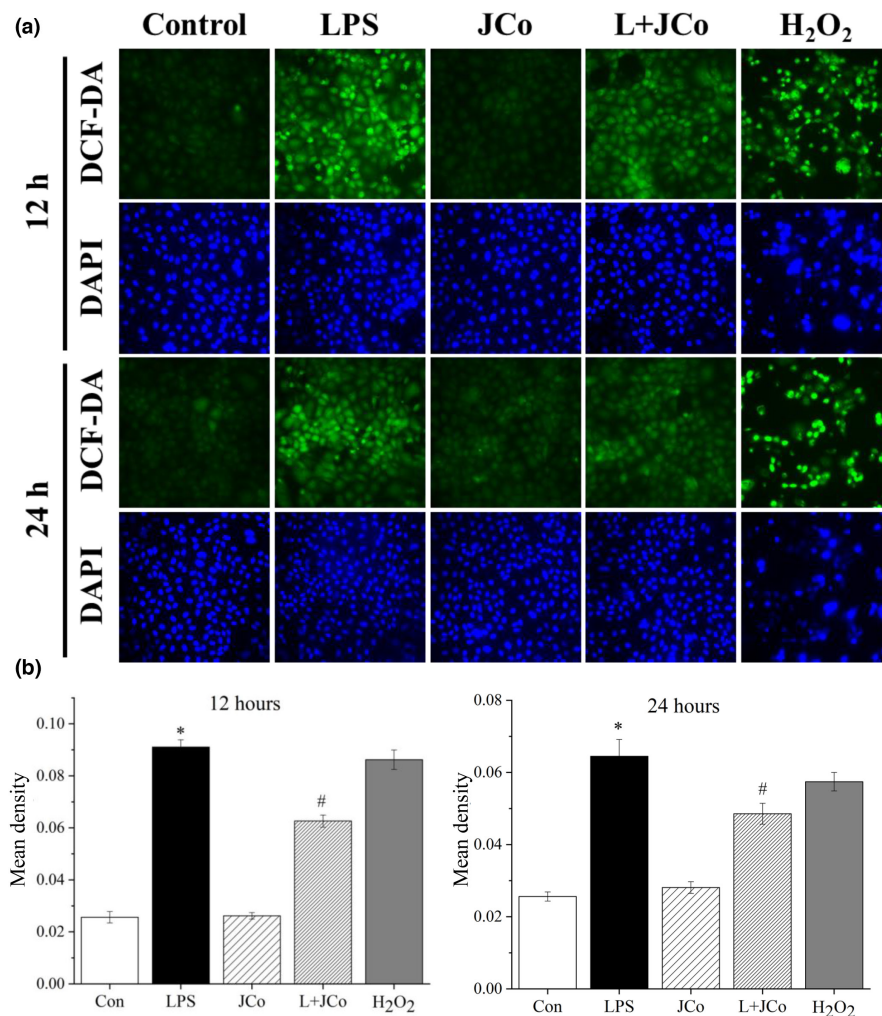 (a)
Control LPS JCo L+JCo H₂O₂
12 h
DCF-DA
DAPI
24 h
DCF-DA
DAPI
(b)
12 hours
Mean density
0.10
0.08
0.06
0.04
0.02
0.00
*
#
Con LPS JCo L+JCo H₂O₂
24 hours
Mean density
0.08
0.06
0.04
0.02
0.00
*
#
Con LPS JCo L+JCo H₂O₂